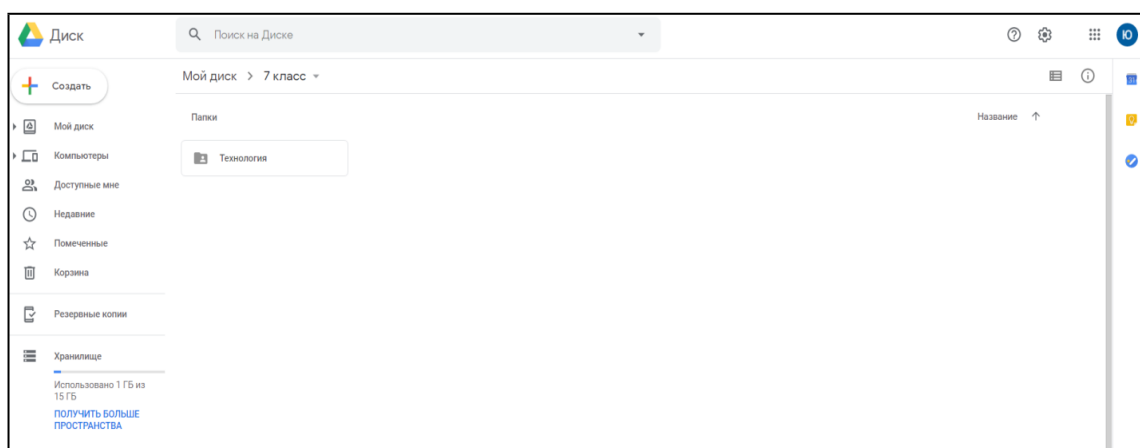 Диск
Поиск на Диске
Ю
Создать
Мой диск > 7 класс
Папки
Название
Технология
Мой диск
Компьютеры
Доступные мне
Недавние
Помеченные
Корзина
Резервные копии
Хранилище
Использовано 1 ГБ из
15 ГБ
ПОЛУЧИТЬ БОЛЬШЕ
ПРОСТРАНСТВА